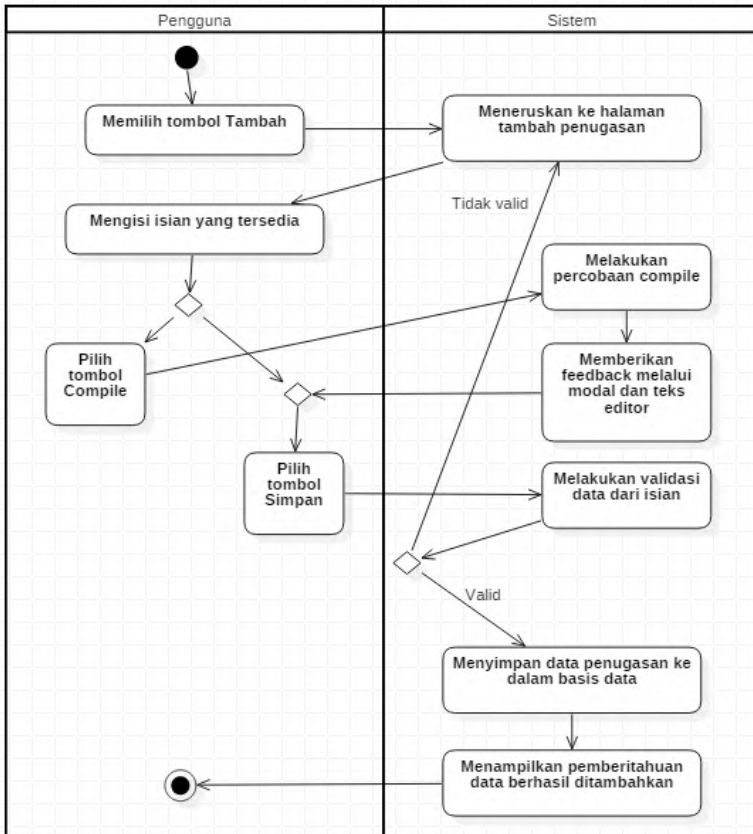 Pengguna
Sistem
Memilih tombol Tambah
Meneruskan ke halaman
tambah penugasan
Tidak valid
Mengisi isian yang tersedia
Melakukan
percobaan compile
Pilih
tombol
Compile
Memberikan
feedback melalui
modal dan teks
editor
Pilih
tombol
Simpan
Melakukan validasi
data dari isian
Valid
Menyimpan data penugasan ke
dalam basis data
Menampilkan pemberitahuan
data berhasil ditambahkan